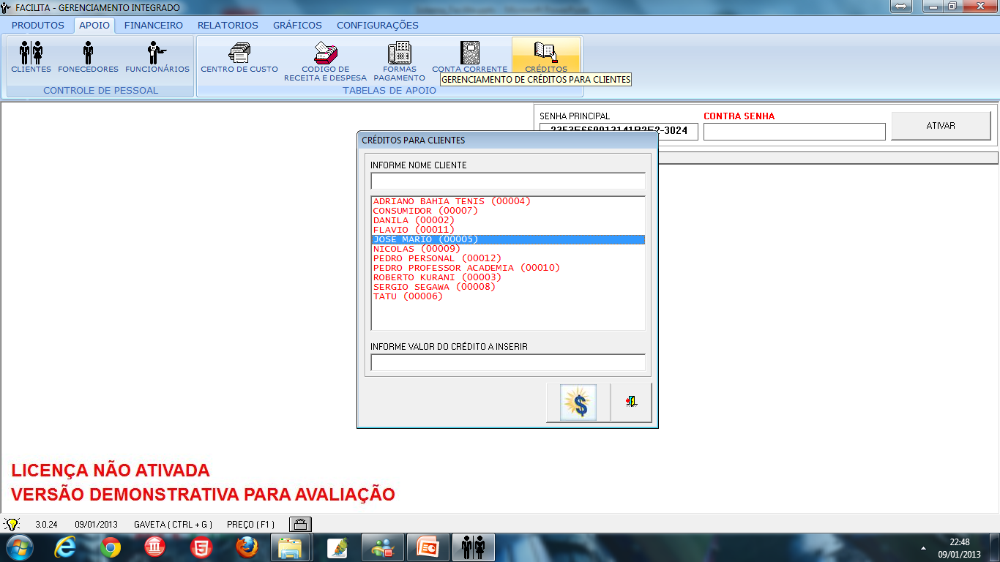 FACILITA - GERENCIAMENTO INTEGRADO
PRODUTOS APOIO FINANCEIRO RELATORIOS GRÁFICOS CONFIGURAÇÕES
CLIENTES FONECEDORES FUNCIONÁRIOS CENTRO DE CUSTO CODIGO DE RECEITA E DESPESA FORMAS PAGAMENTO CONTA CORRENTE CRÉDITOS
GERENCIAMENTO DE CRÉDITOS PARA CLIENTES
CONTROLE DE PESSOAL TABELAS DE APOIO
SENHA PRINCIPAL CONTRA SENHA
ATIVAR
-3024
CRÉDITOS PARA CLIENTES
INFORME NOME CLIENTE
ADRIANO BAHIA TENIS (00004)
CONSUMIDOR (00007)
DANILA (00002)
FLAVIO (00011)
JOSE MARIO (00005)
NICOLAS (00009)
PEDRO PERSONAL (00012)
PEDRO PROFESSOR ACADEMIA (00010)
ROBERTO KURANI (00003)
SERGIO SEGAWA (00008)
TATU (00006)
INFORME VALOR DO CRÉDITO A INSERIR
LICENÇA NÃO ATIVADA
VERSÃO DEMONSTRATIVA PARA AVALIAÇÃO
3.0.24 09/01/2013 GAVETA ( CTRL + G ) PREÇO ( F1 )
22:48
09/01/2013